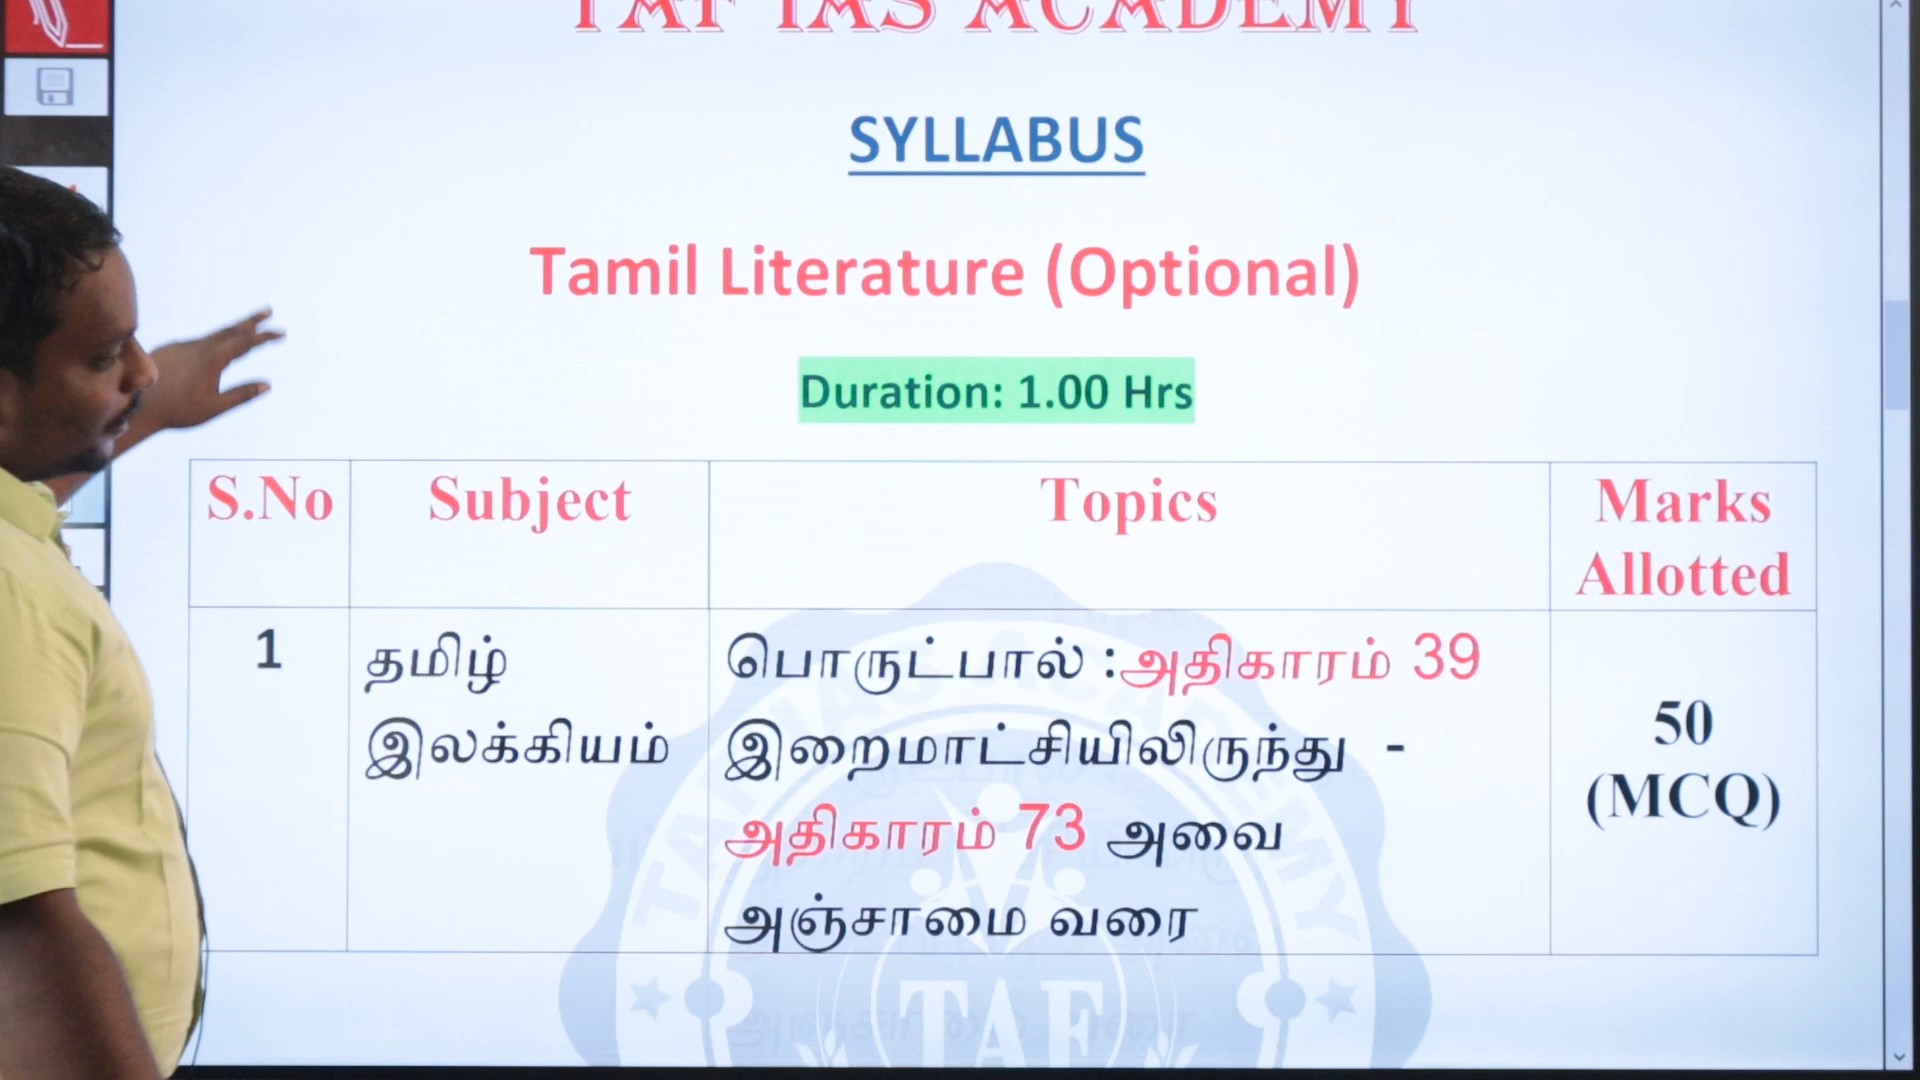 TAF IAS ACADEMY
SYLLABUS
Tamil Literature (Optional)
Duration: 1.00 Hrs
S.No Subject Topics Marks Allotted
1 தமிழ் இலக்கியம்
பொருட்பால் :அதிகாரம் 39
இறைமாட்சியிலிருந்து -
அதிகாரம் 73 அவை
அஞ்சாமை வரை
50
(MCQ)
TAF